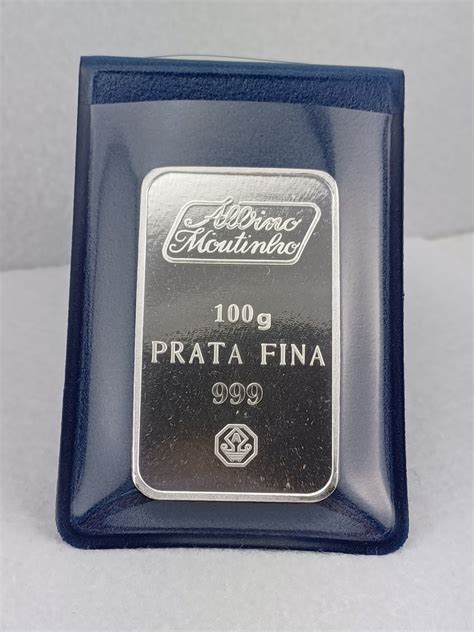 Albino
Moutinho
100g
PRATA FINA
999